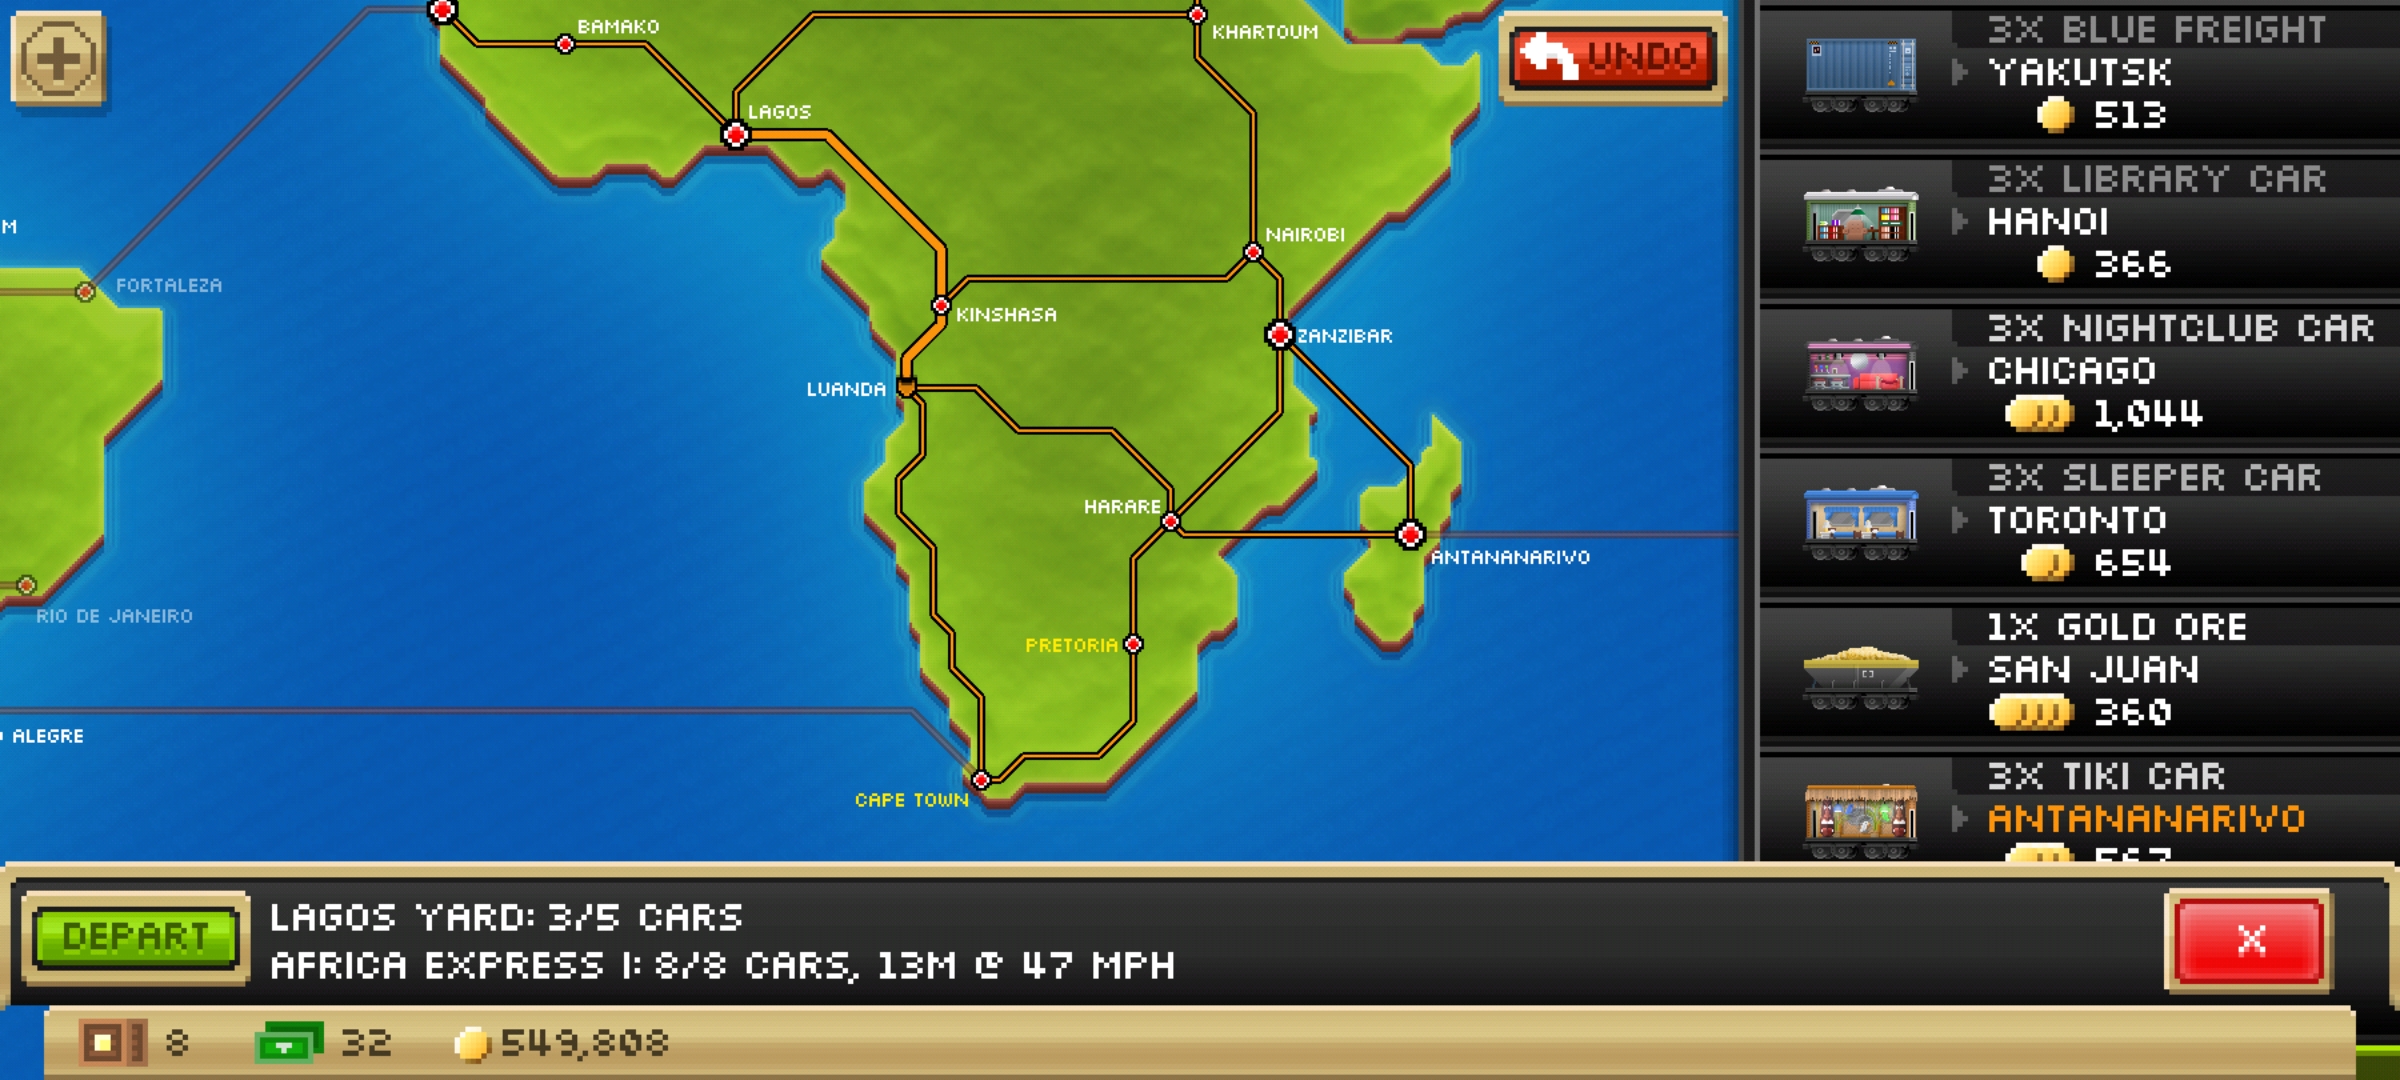 BAMAKO
KHARTOUM
UNDO
LAGOS
M
NAIROBI
FORTALEZA
KINSHASA
ZANZIBAR
LUANDA
HARARE
ANTANANARIVO
RIO DE JANEIRO
PRETORIA
ALEGRE
CAPE TOWN
3X BLUE FREIGHT
YAKUTSK
513
3X LIBRARY CAR
HANOI
366
3X NIGHTCLUB CAR
CHICAGO
1,044
3X SLEEPER CAR
TORONTO
654
1X GOLD ORE
SAN JUAN
360
3X TIKI CAR
ANTANANARIVO
DEPART
LAGOS YARD: 3/5 CARS
AFRICA EXPRESS I: 8/8 CARS, 13M @ 47 MPH
X
8
32
549,808